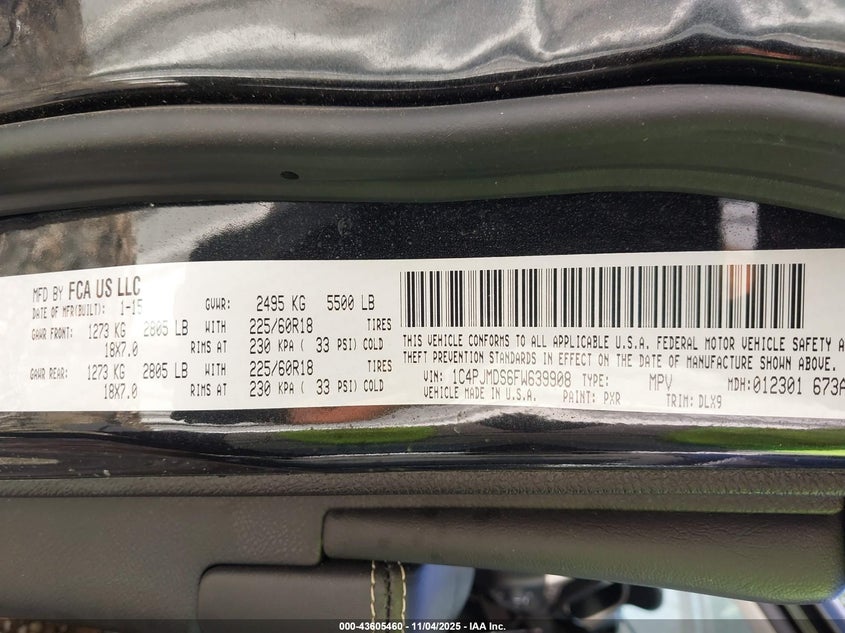 MFD BY FCA US LLC
DATE OF MFR(BUILT): 1-15
GVWR: 2495 KG 5500 LB
GAWR FRONT: 1273 KG 2805 LB WITH 225/60R18 TIRES
18X7.0 RIMS AT 230 KPA ( 33 PSI) COLD
GAWR REAR: 1273 KG 2805 LB WITH 225/60R18 TIRES
18X7.0 RIMS AT 230 KPA ( 33 PSI) COLD
THIS VEHICLE CONFORMS TO ALL APPLICABLE U.S.A. FEDERAL MOTOR VEHICLE SAFETY A
THEFT PREVENTION STANDARDS IN EFFECT ON THE DATE OF MANUFACTURE SHOWN ABOVE.
VIN: 1C4PJMDS6FW639908 TYPE: MPV MDH:012301 673A
VEHICLE MADE IN U.S.A. PAINT: PXR TRIM: DLX9
000-43605460 - 11/04/2025 - IAA Inc.